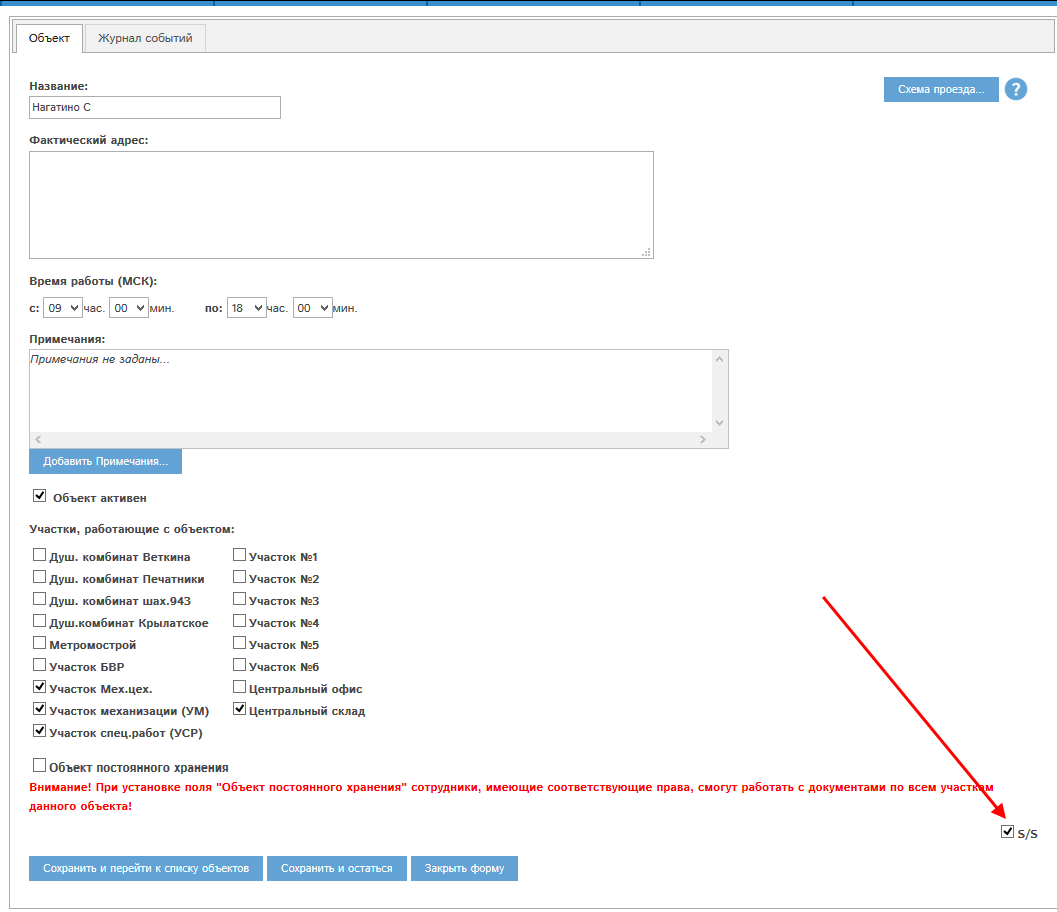 Объект
Журнал событий
Название:
Схема проезда...
?
Нагатино С
Фактический адрес:
Время работы (МСК):
с: 09 час. 00 мин. по: 18 час. 00 мин.
Примечания:
Примечания не заданы...
Добавить Примечания...
Объект активен
Участки, работающие с объектом:
Душ. комбинат Веткина
Участок №1
Душ. комбинат Печатники
Участок №2
Душ. комбинат шах.943
Участок №3
Душ.комбинат Крылатское
Участок №4
Метромострой
Участок №5
Участок БВР
Участок №6
Участок Мех.цех.
Центральный офис
Участок механизации (УМ)
Центральный склад
Участок спец.работ (УСР)
Объект постоянного хранения
Внимание! При установке поля "Объект постоянного хранения" сотрудники, имеющие соответствующие права, смогут работать с документами по всем участкам
данного объекта!
S/S
Сохранить и перейти к списку объектов
Сохранить и остаться
Закрыть форму